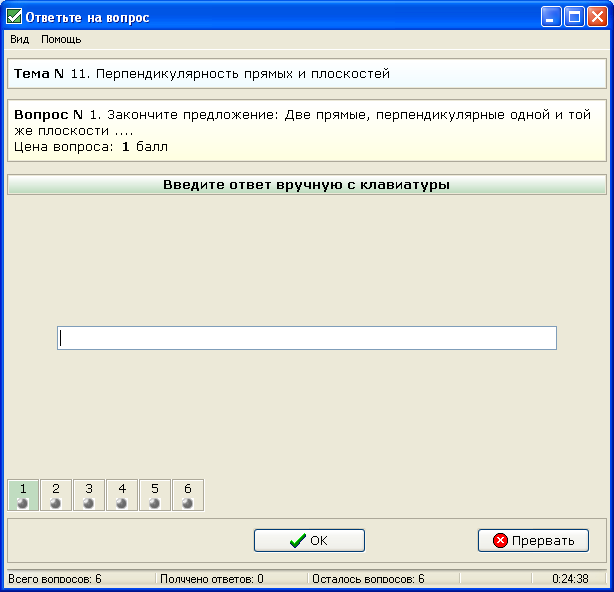 Ответьте на вопрос
Вид Помощь
Тема N 11. Перпендикулярность прямых и плоскостей
Вопрос N 1. Закончите предложение: Две прямые, перпендикулярные одной и той
же плоскости ....
Цена вопроса: 1 балл
Введите ответ вручную с клавиатуры
1 2 3 4 5 6
OK Прервать
Всего вопросов: 6 Полччено ответов: 0 Осталось вопросов: 6 0:24:38